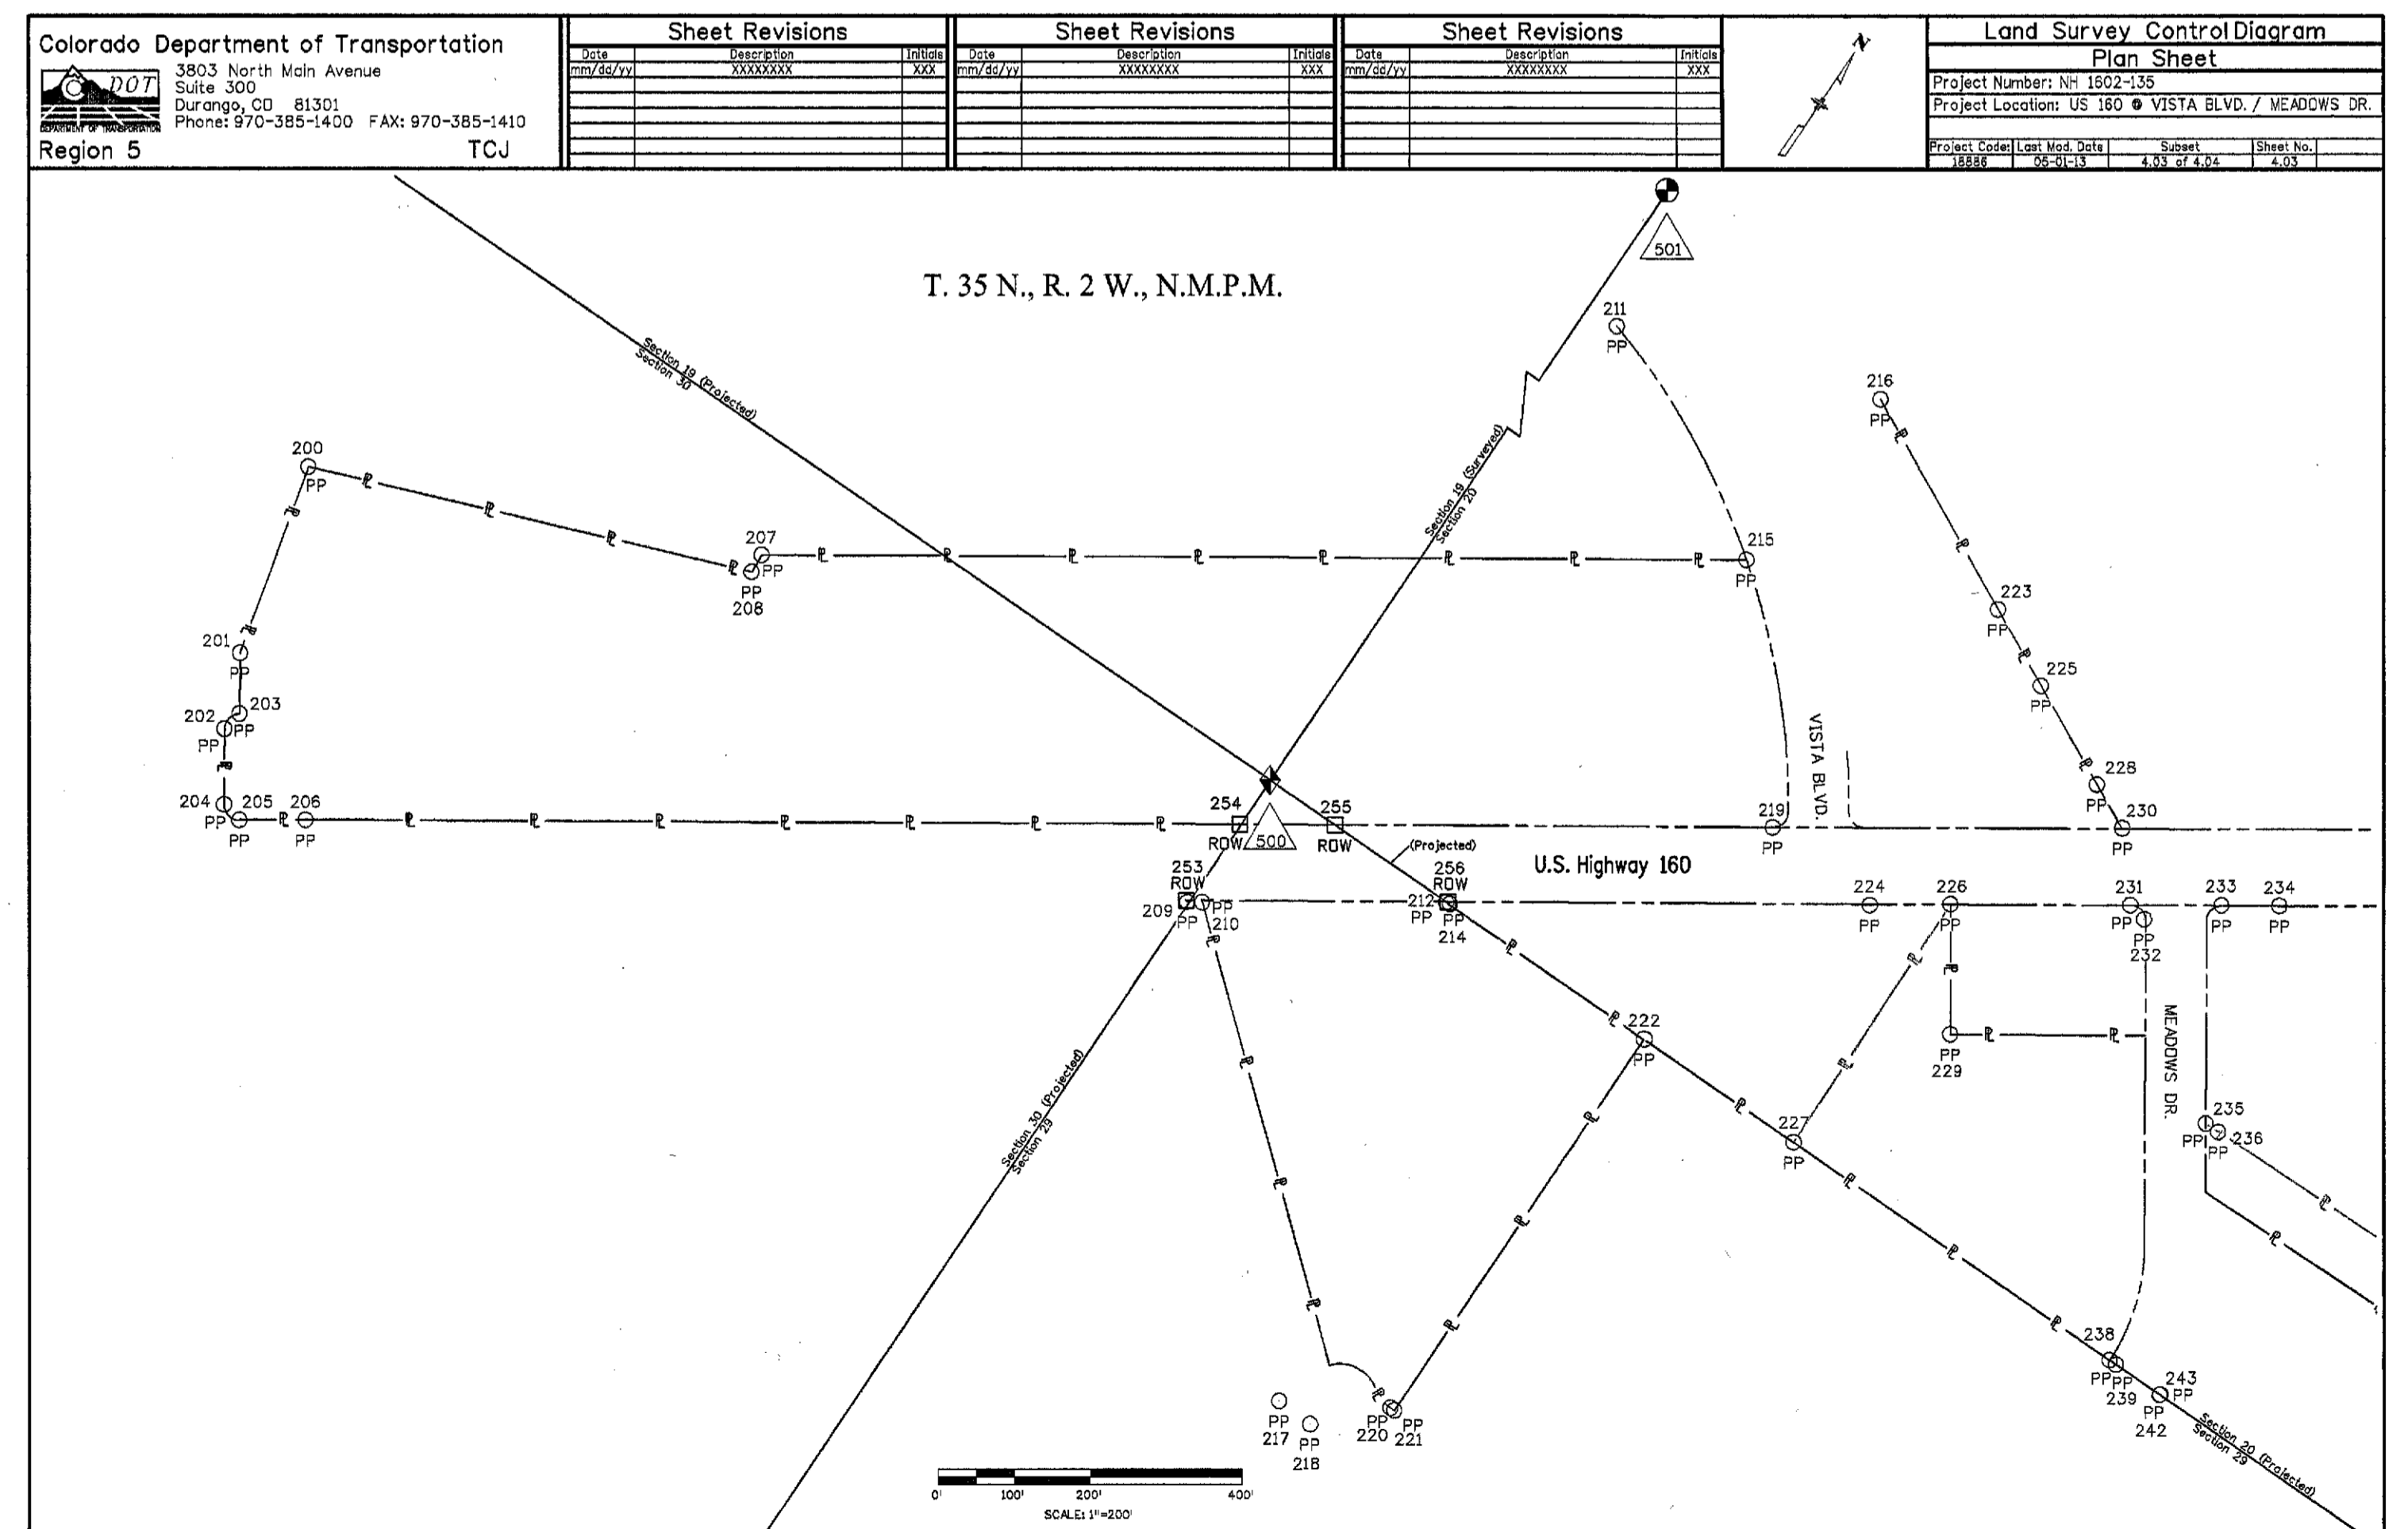 Colorado Department of Transportation
DOT
DEPARTMENT OF TRANSPORTATION
3803 North Main Avenue
Suite 300
Durango, CO 81301
Phone: 970-385-1400 FAX: 970-385-1410
Region 5 TCJ
Sheet Revisions
Date Description Initials
mm/dd/yy XXXXXXXX XXX
Sheet Revisions
Date Description Initials
mm/dd/yy XXXXXXXX XXX
Sheet Revisions
Date Description Initials
mm/dd/yy XXXXXXXX XXX
N
Land Survey Control Diagram
Plan Sheet
Project Number: NH 1602-135
Project Location: US 160 @ VISTA BLVD. / MEADOWS DR.
Project Code: Last Mod. Date Subset Sheet No.
18886 05-01-13 4.03 of 4.04 4.03
501
T. 35 N., R. 2 W., N.M.P.M.
211
PP
Section 19 (Projected)
Section 30
216
PP
Section 19 (Surveyed)
Section 20
200
PP
207
PP
PP
208
215
PP
223
PP
201
PP
225
PP
202
203
PP
PP
VISTA BLVD.
228
PP
204
205
206
PP
PP
PP
254
ROW
500
255
ROW
219
PP
230
PP
(Projected)
U.S. Highway 160
253
ROW
209
PP
PP
210
256
ROW
212
PP
PP
214
224
PP
226
PP
231
PP
PP
232
233
PP
234
PP
222
PP
PP
229
MEADOWS DR.
Section 30 (Projected)
Section 29
227
PP
235
PP
236
PP
238
PP
PP
239
243
PP
PP
242
PP
217
PP
218
PP
220
PP
221
Section 20 (Projected)
Section 29
0' 100' 200' 400'
SCALE: 1"=200'